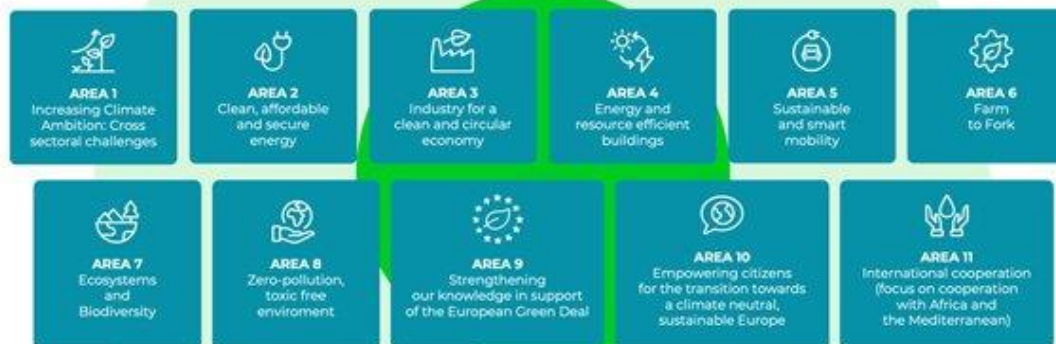 AREA 1
Increasing Climate
Ambition: Cross
sectoral challenges
AREA 2
Clean, affordable
and secure
energy
AREA 3
Industry for a
clean and circular
economy
AREA 4
Energy and
resource efficient
buildings
AREA 5
Sustainable
and smart
mobility
AREA 6
Farm
to Fork
AREA 7
Ecosystems
and
Biodiversity
AREA 8
Zero-pollution,
toxic free
enviroment
AREA 9
Strengthening
our knowledge in support
of the European Green Deal
AREA 10
Empowering citizens
for the transition towards
a climate neutral,
sustainable Europe
AREA 11
International cooperation
(focus on cooperation
with Africa and
the Mediterranean)